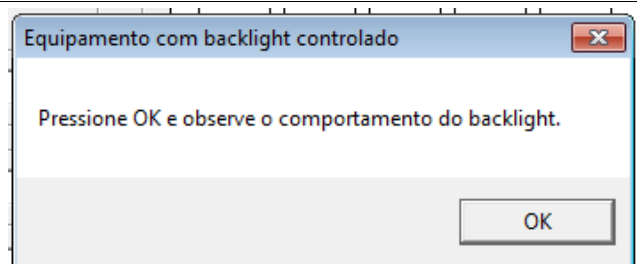 Equipamento com backlight controlado
Pressione OK e observe o comportamento do backlight.
OK